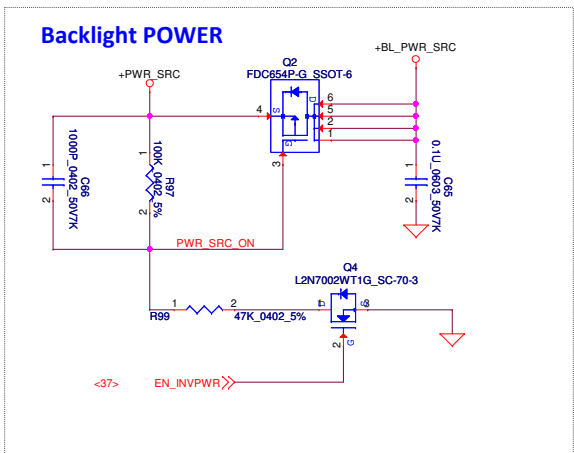 Backlight POWER
Q2
FDC654P-G_SSOT-6
+BL_PWR_SRC
+PWR_SRC
4
S
D
G
6
5
2
1
3
1
2
C66
1000P_0402_50V7K
1
2
R97
100K_0402_5%
1
2
C65
0.1U_0603_50V7K
PWR_SRC_ON
Q4
L2N7002WT1G_SC-70-3
1
2
R99
47K_0402_5%
1
D
S
3
G
2
<37>
EN_INVPWR